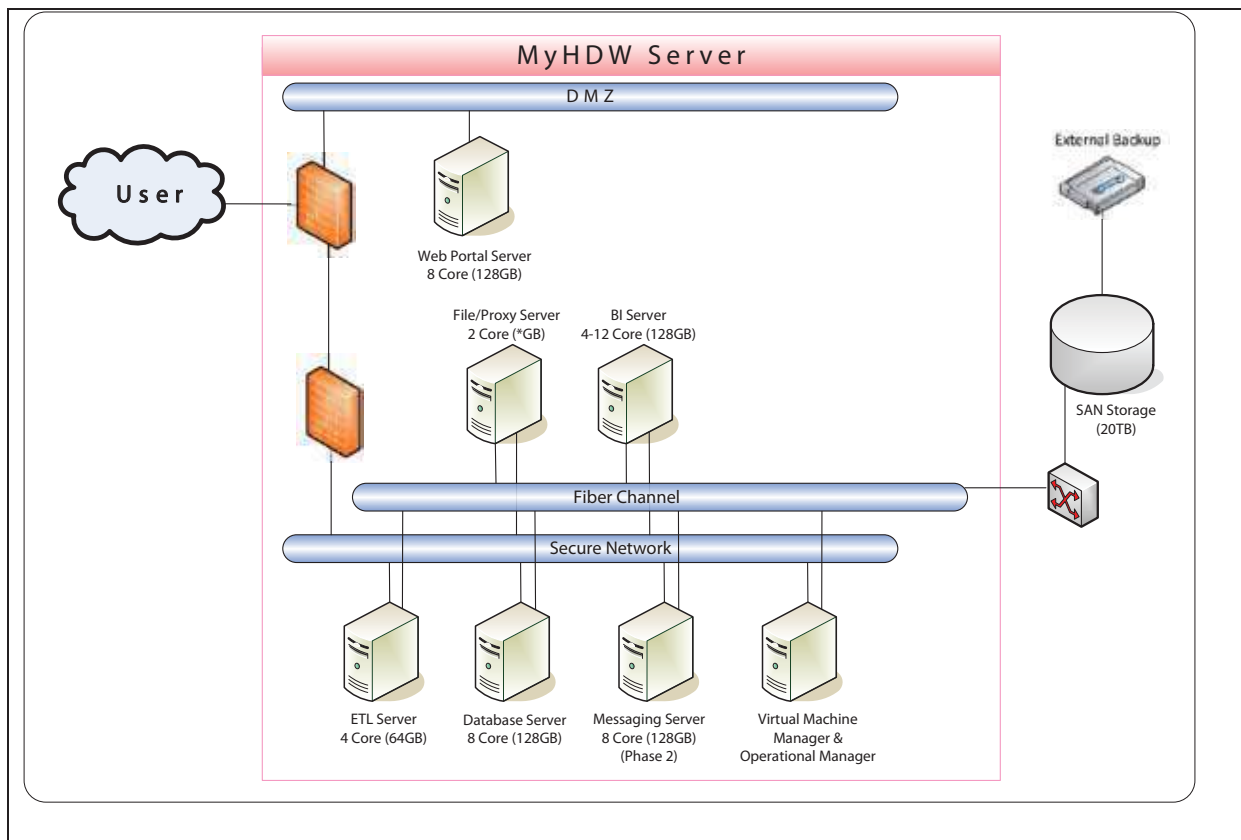 MyHDW Server
DMZ
External Backup
User
Web Portal Server
8 Core (128GB)
File/Proxy Server
2 Core (*GB)
BI Server
4-12 Core (128GB)
SAN Storage
(20TB)
Fiber Channel
Secure Network
ETL Server
4 Core (64GB)
Database Server
8 Core (128GB)
Messaging Server
8 Core (128GB)
(Phase 2)
Virtual Machine
Manager &
Operational Manager